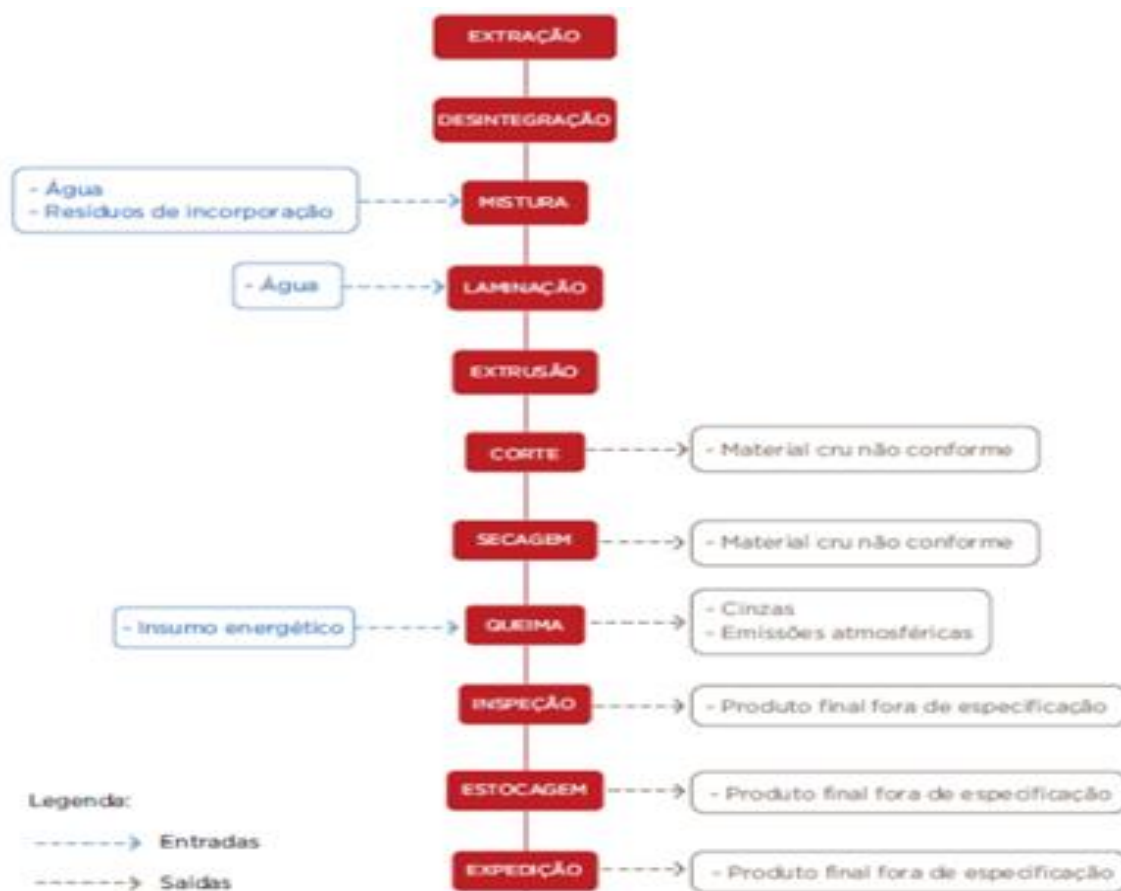 EXTRAÇÃO
DESINTEGRAÇÃO
- Água
- Resíduos de incorporação
MISTURA
- Água
LAMINAÇÃO
EXTRUSÃO
CORTE
- Material cru não conforme
SECAGEM
- Material cru não conforme
- Insumo energético
QUEIMA
- Cinzas
- Emissões atmosféricas
INSPEÇÃO
- Produto final fora de especificação
ESTOCAGEM
- Produto final fora de especificação
Legenda:
Entradas
Saídas
EXPEDIÇÃO
- Produto final fora de especificação